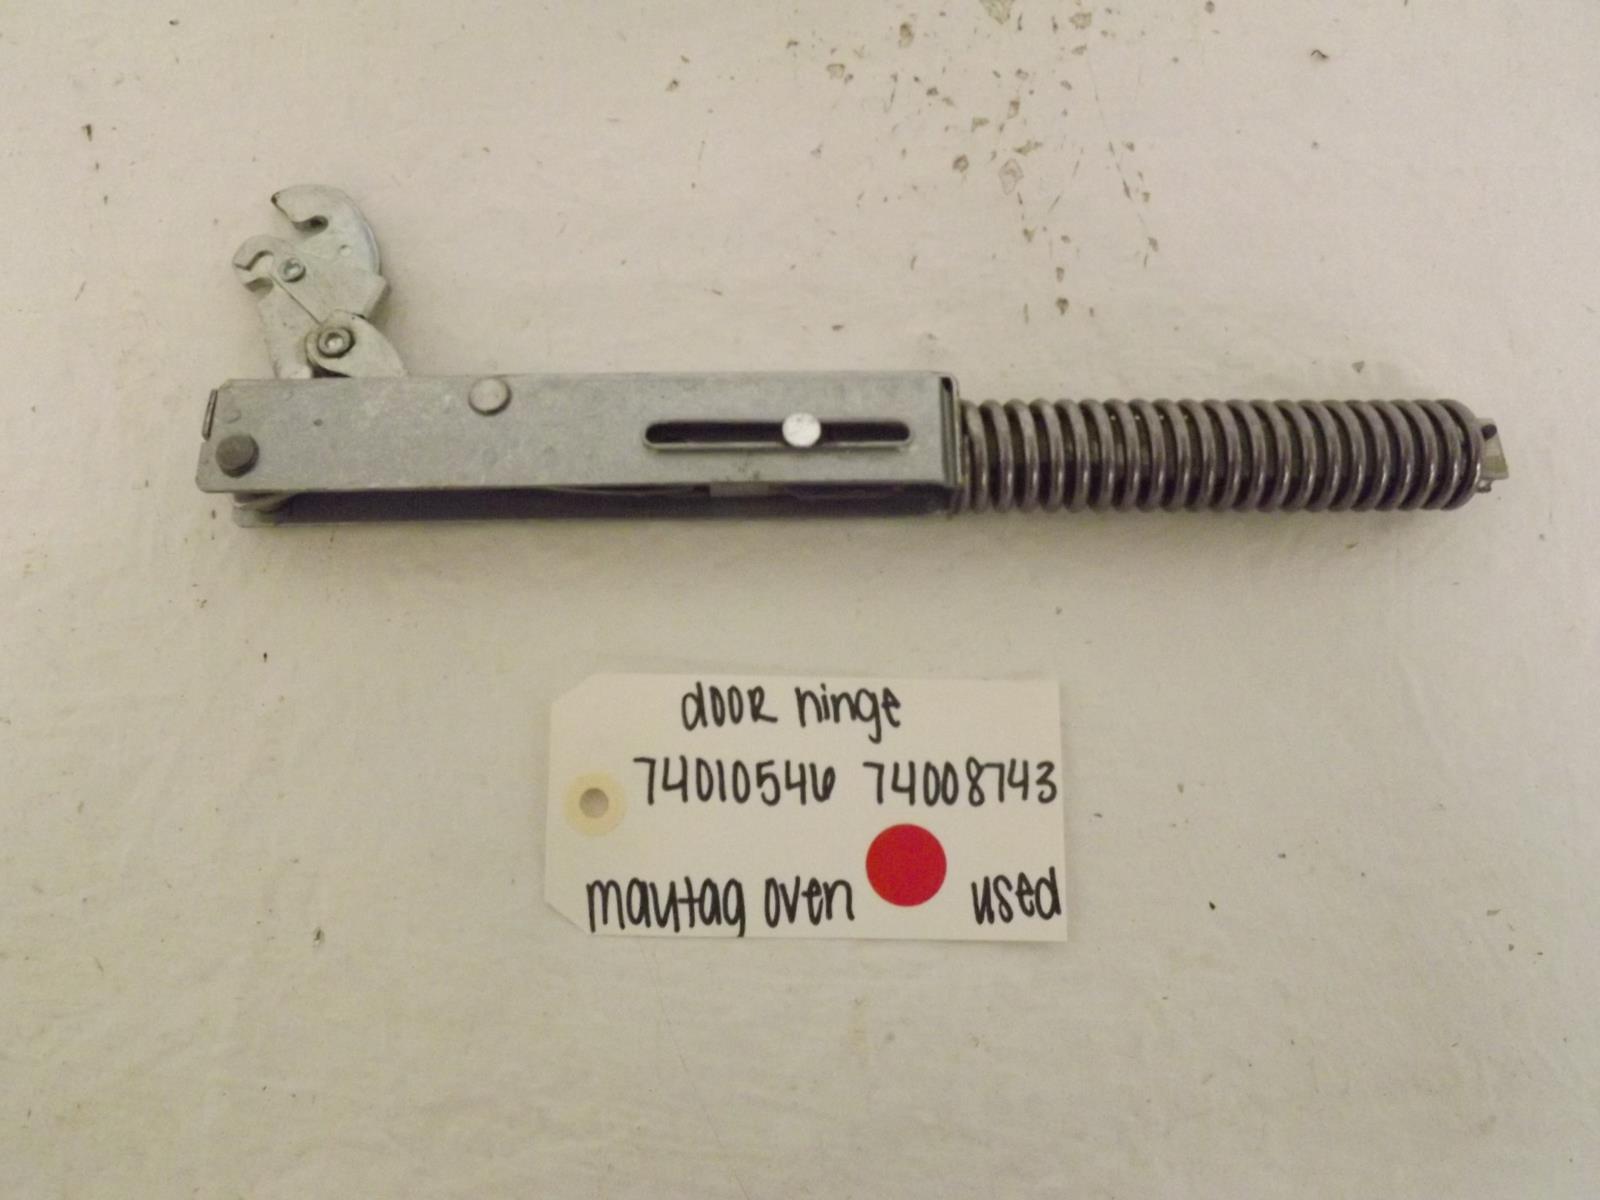 door hinge
74010546 74008743
maytag oven used